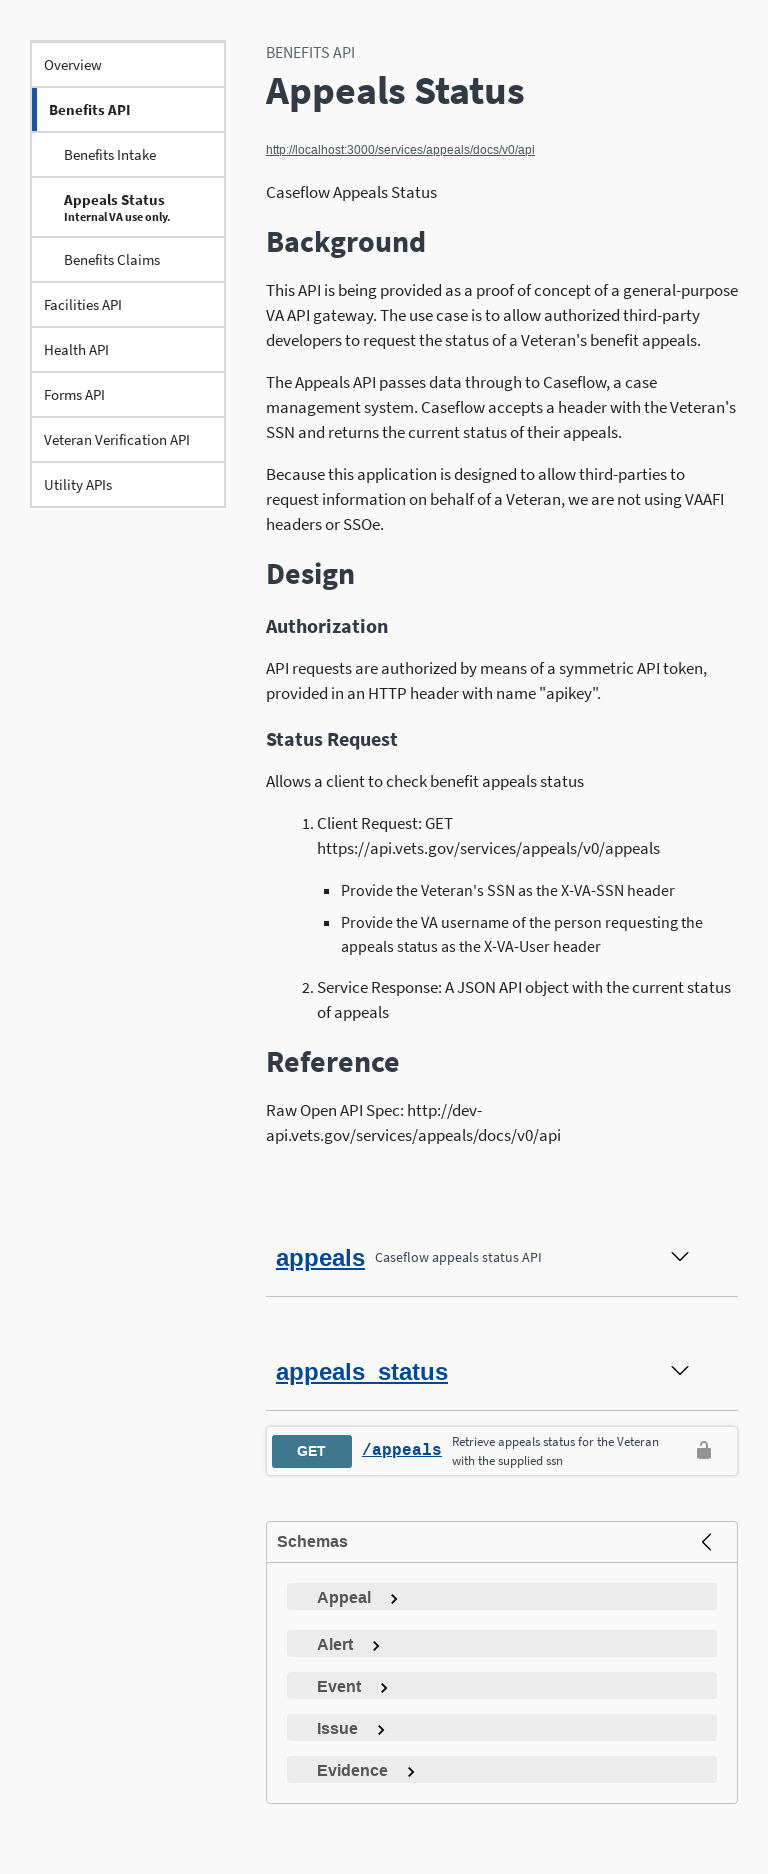 Overview
Benefits API
Benefits Intake
Appeals Status
Internal VA use only.
Benefits Claims
Facilities API
Health API
Forms API
Veteran Verification API
Utility APIs
BENEFITS API
Appeals Status
http://localhost:3000/services/appeals/docs/v0/api
Caseflow Appeals Status
Background
This API is being provided as a proof of concept of a general-purpose
VA API gateway. The use case is to allow authorized third-party
developers to request the status of a Veteran's benefit appeals.
The Appeals API passes data through to Caseflow, a case
management system. Caseflow accepts a header with the Veteran's
SSN and returns the current status of their appeals.
Because this application is designed to allow third-parties to
request information on behalf of a Veteran, we are not using VAAFI
headers or SSOe.
Design
Authorization
API requests are authorized by means of a symmetric API token,
provided in an HTTP header with name "apikey".
Status Request
Allows a client to check benefit appeals status
1. Client Request: GET
https://api.vets.gov/services/appeals/v0/appeals
▪ Provide the Veteran's SSN as the X-VA-SSN header
▪ Provide the VA username of the person requesting the
appeals status as the X-VA-User header
2. Service Response: A JSON API object with the current status
of appeals
Reference
Raw Open API Spec: http://dev-
api.vets.gov/services/appeals/docs/v0/api
appeals Caseflow appeals status API
appeals_status
GET /appeals Retrieve appeals status for the Veteran
with the supplied ssn
Schemas
Appeal
Alert
Event
Issue
Evidence